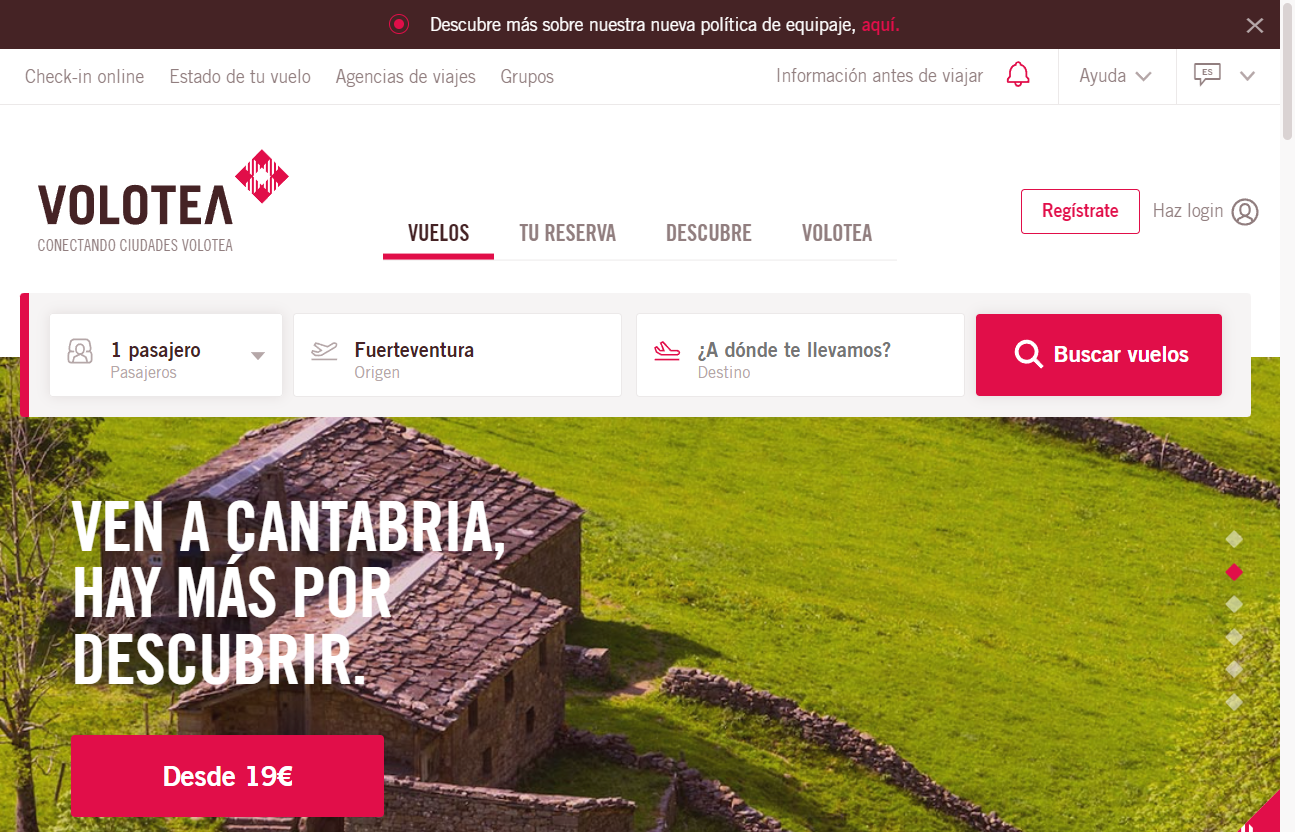 Descubre más sobre nuestra nueva política de equipaje, aquí.
Check-in online Estado de tu vuelo Agencias de viajes Grupos Información antes de viajar Ayuda ES
VOLOTEA
CONECTANDO CIUDADES VOLOTEA
VUELOS TU RESERVA DESCUBRE VOLOTEA
Regístrate Haz login
1 pasajero
Pasajeros
Fuerteventura
Origen
¿A dónde te llevamos?
Destino
Buscar vuelos
VEN A CANTABRIA,
HAY MÁS POR
DESCUBRIR.
Desde 19€